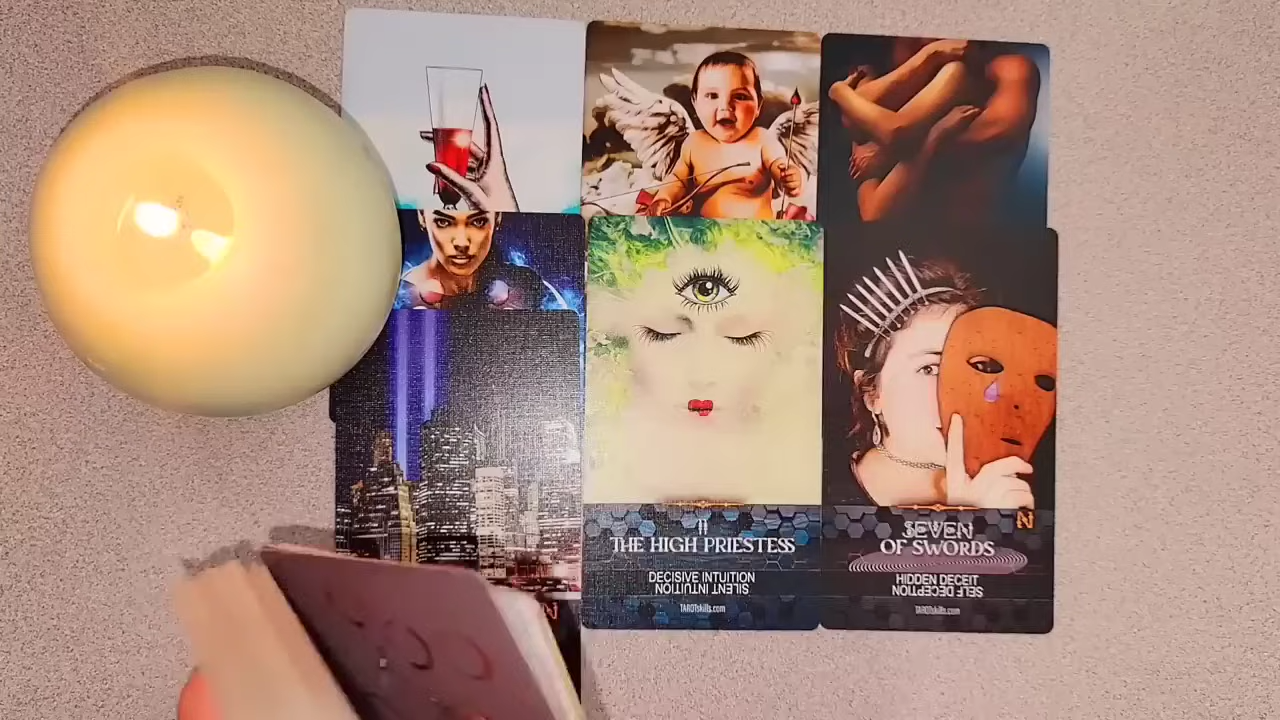 II
THE HIGH PRIESTESS
DECISIVE INTUITION
SILENT INTUITION
TAROTskills.com
N
SEVEN
OF SWORDS
HIDDEN DECEIT
SELF DECEPTION
TAROTskills.com
N